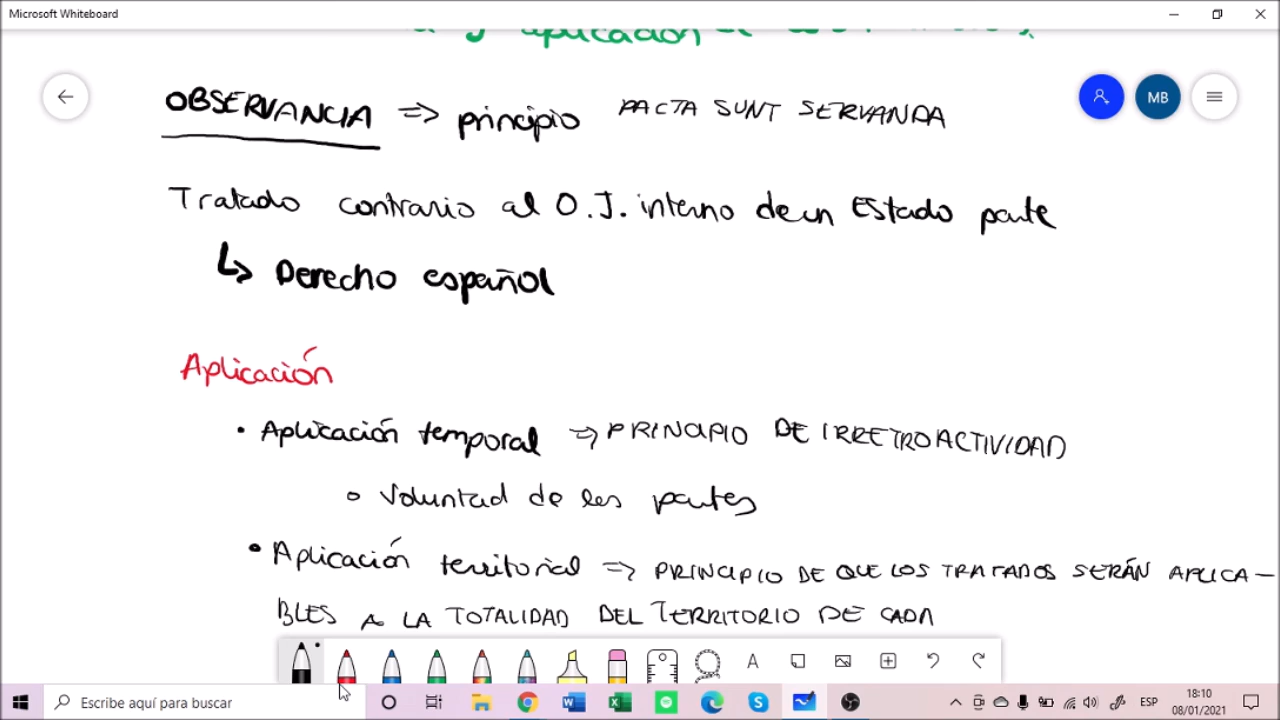 Microsoft Whiteboard
y aplicación de
OBSERVANCIA => principio PACTA SUNT SERVANDA
MB
Tratado contrario al O.J. interno de un Estado parte
↳ Derecho español
Aplicación
• Aplicación temporal => PRINCIPIO DE IRRETROACTIVIDAD
o Voluntad de las partes
• Aplicación territorial => PRINCIPIO DE QUE LOS TRATADOS SERÁN APLICA-
BLES A LA TOTALIDAD DEL TERRITORIO DE CADA
A
Escribe aquí para buscar
ESP
18:10
08/01/2021